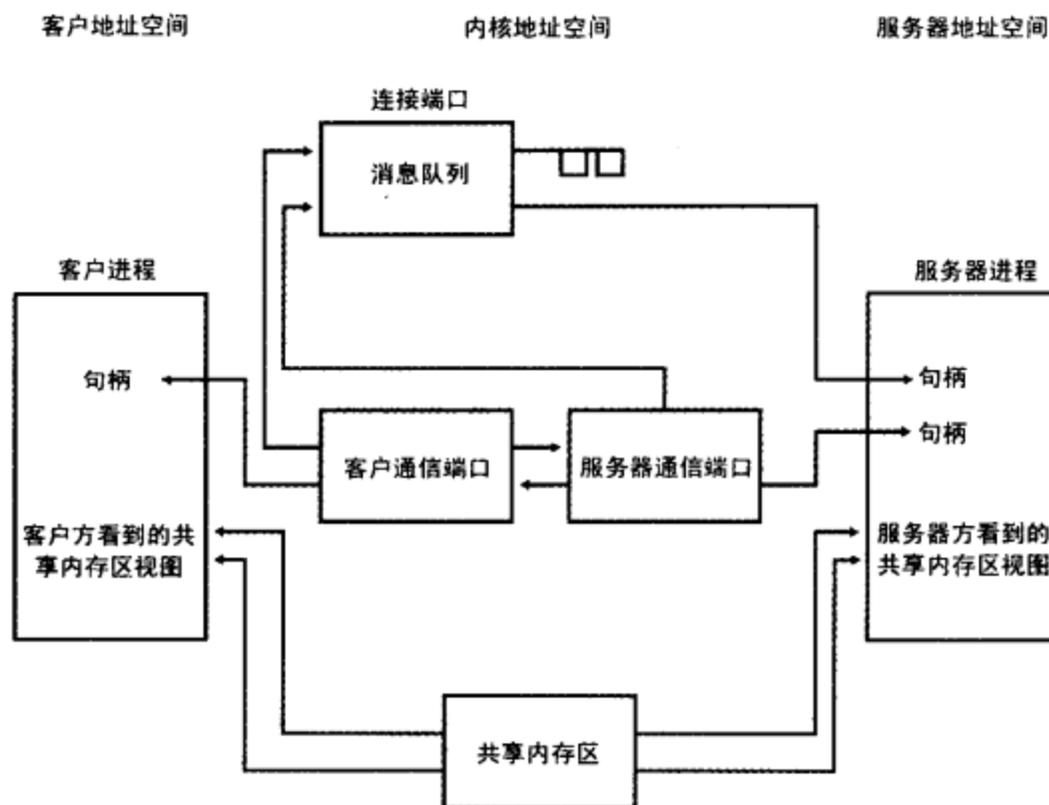 客户地址空间
内核地址空间
服务器地址空间
连接端口
消息队列
客户进程
服务器进程
句柄
句柄
句柄
客户通信端口
服务器通信端口
客户方看到的共
享内存区视图
服务器方看到的
共享内存区视图
共享内存区